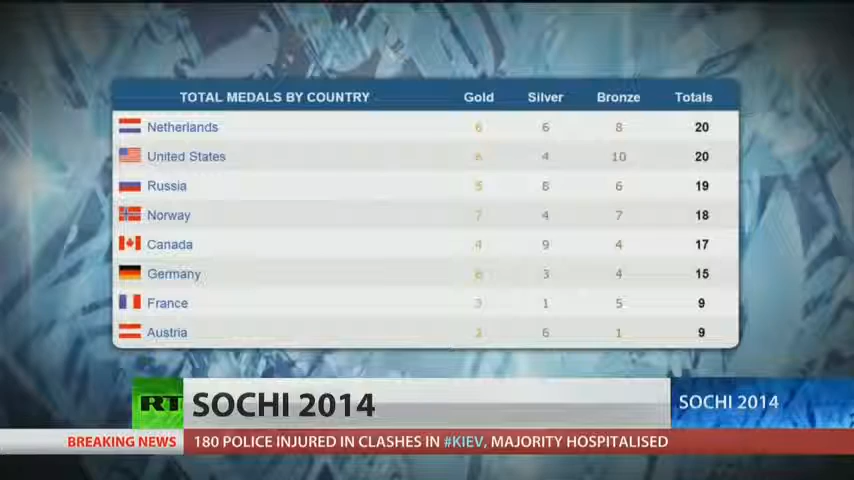 TOTAL MEDALS BY COUNTRY Gold Silver Bronze Totals
Netherlands 6 6 8 20
United States 6 4 10 20
Russia 5 8 6 19
Norway 7 4 7 18
Canada 4 9 4 17
Germany 8 3 4 15
France 3 1 5 9
Austria 2 6 1 9
RT SOCHI 2014 SOCHI 2014
BREAKING NEWS 180 POLICE INJURED IN CLASHES IN #KIEV, MAJORITY HOSPITALISED